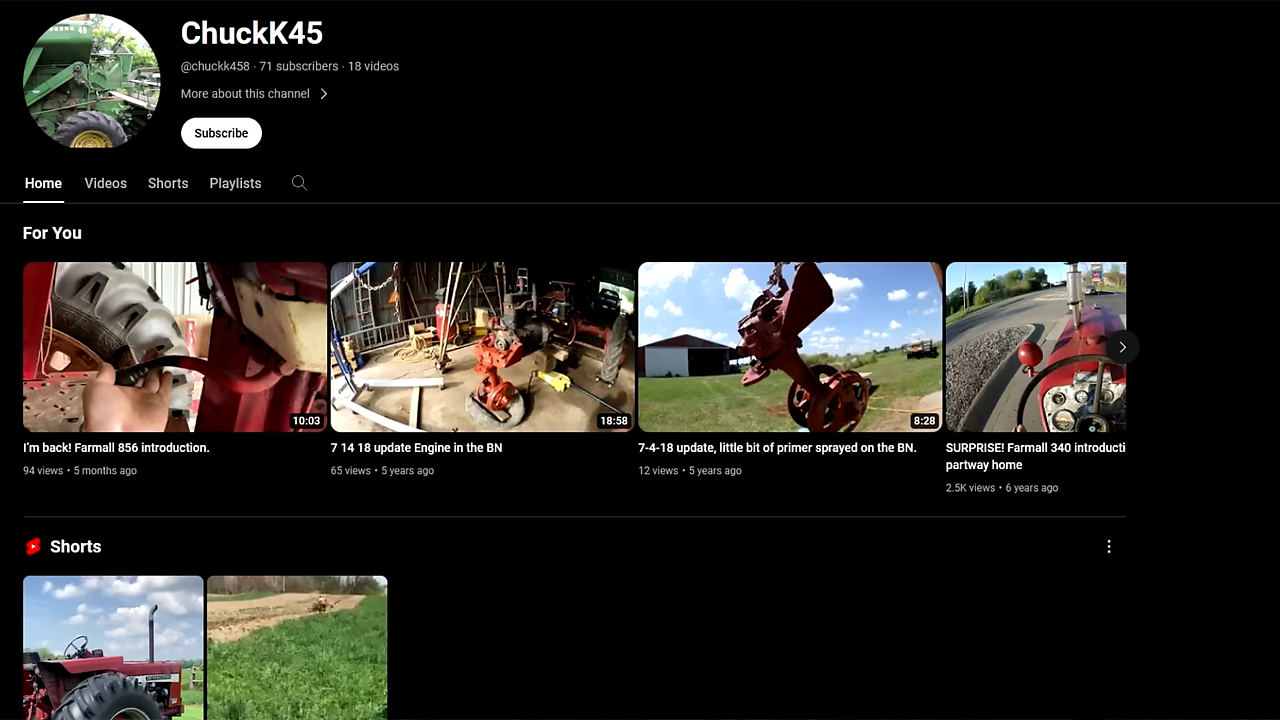 ChuckK45
@chuckk458 · 71 subscribers · 18 videos
More about this channel
Subscribe
Home
Videos
Shorts
Playlists
For You
10:03
18:58
8:28
I'm back! Farmall 856 introduction.
94 views • 5 months ago
7 14 18 update Engine in the BN
65 views • 5 years ago
7-4-18 update, little bit of primer sprayed on the BN.
12 views • 5 years ago
SURPRISE! Farmall 340 introducti
partway home
2.5K views • 6 years ago
Shorts